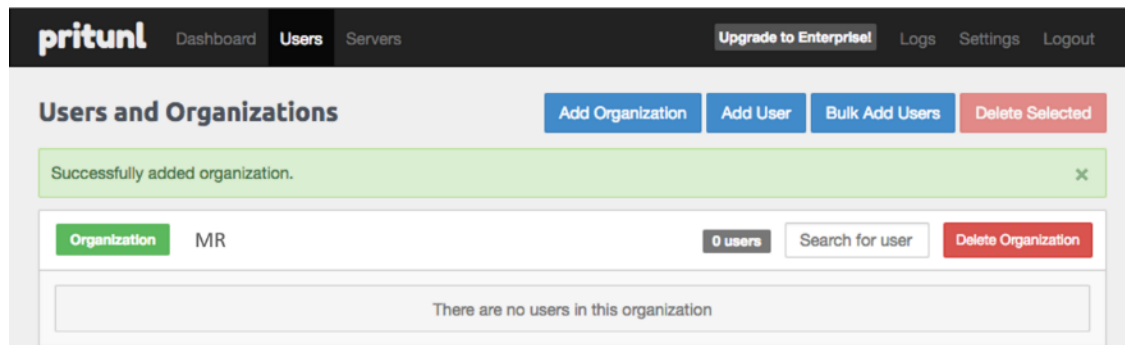 pritunl Dashboard Users Servers Upgrade to Enterprise! Logs Settings Logout
Users and Organizations Add Organization Add User Bulk Add Users Delete Selected
Successfully added organization. ×
Organization MR 0 users Search for user Delete Organization
There are no users in this organization